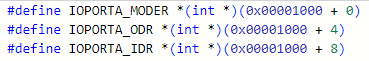 #define IOPORTA_MODER *(int *)(0x00001000 + 0)
#define IOPORTA_ODR *(int *)(0x00001000 + 4)
#define IOPORTA_IDR *(int *)(0x00001000 + 8)